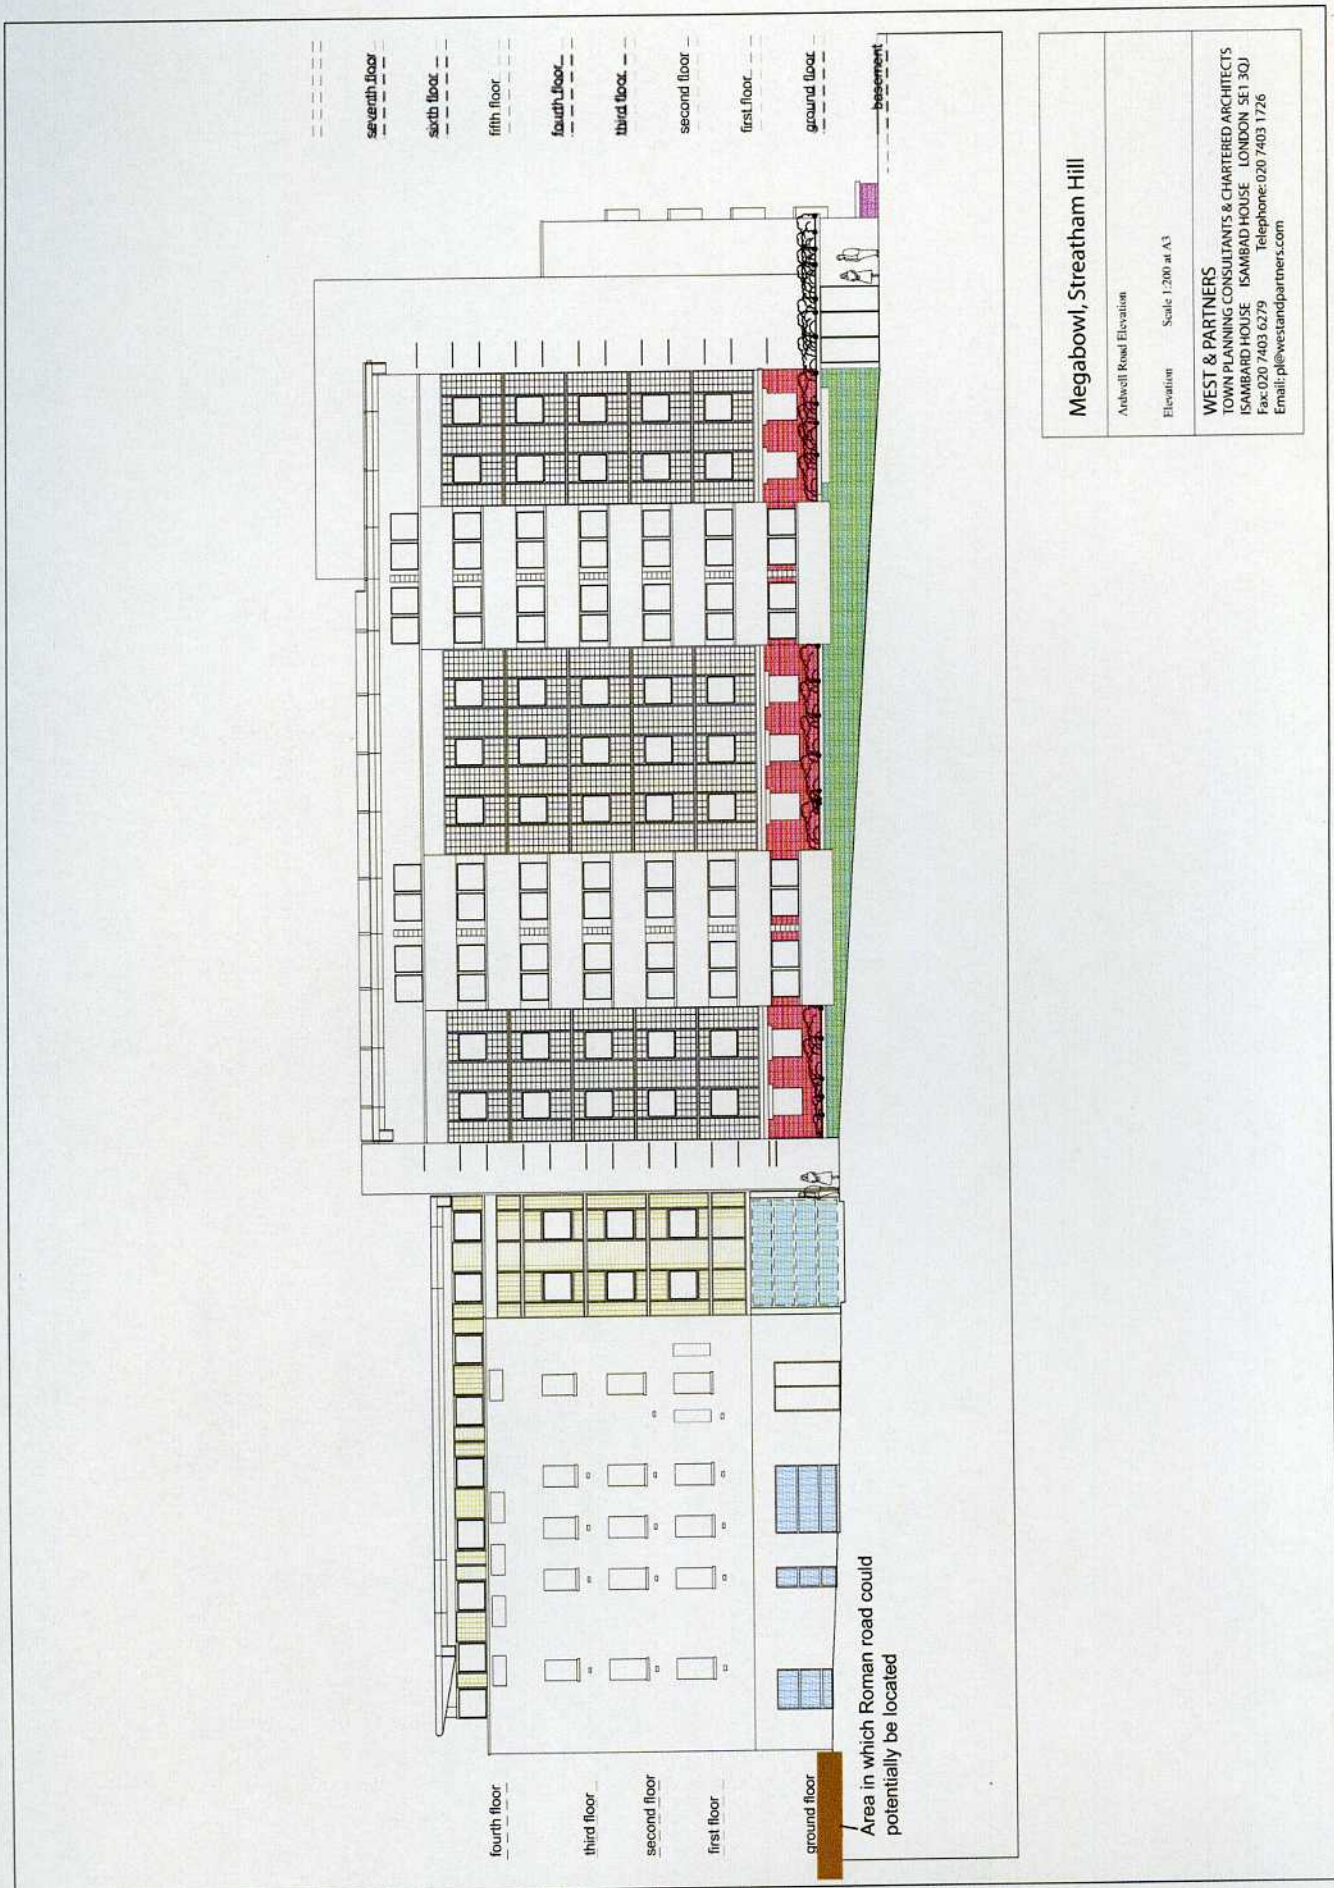 seventh floor
sixth floor
fifth floor
fourth floor
third floor
second floor
first floor
ground floor
basement
fourth floor
third floor
second floor
first floor
ground floor
Area in which Roman road could
potentially be located
Megabowl, Streatham Hill
Ardwell Road Elevation
Elevation Scale 1:200 at A3
WEST & PARTNERS
TOWN PLANNING CONSULTANTS & CHARTERED ARCHITECTS
ISAMBARD HOUSE ISAMBAD HOUSE LONDON SE1 3QJ
Fax: 020 7403 6279 Telephone: 020 7403 1726
Email: pl@westandpartners.com